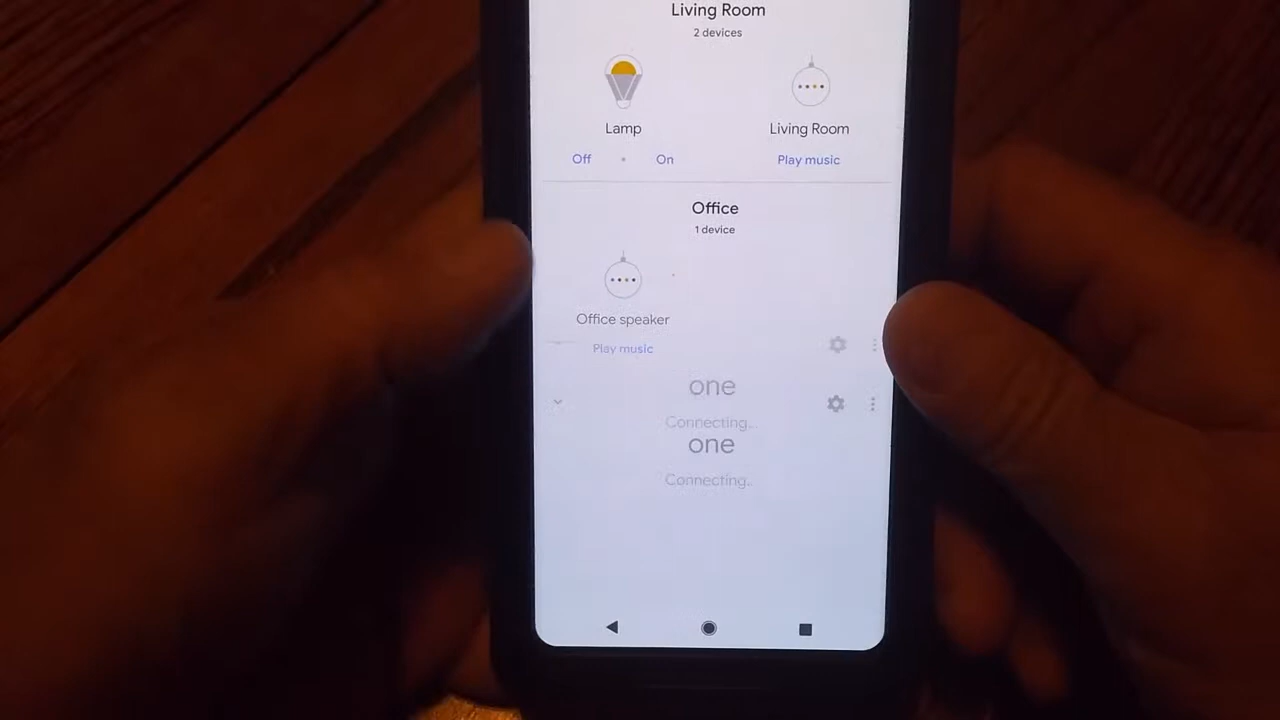 Living Room
2 devices
Lamp
Living Room
Off • On
Play music
Office
1 device
Office speaker
Play music
one
Connecting...
one
Connecting..